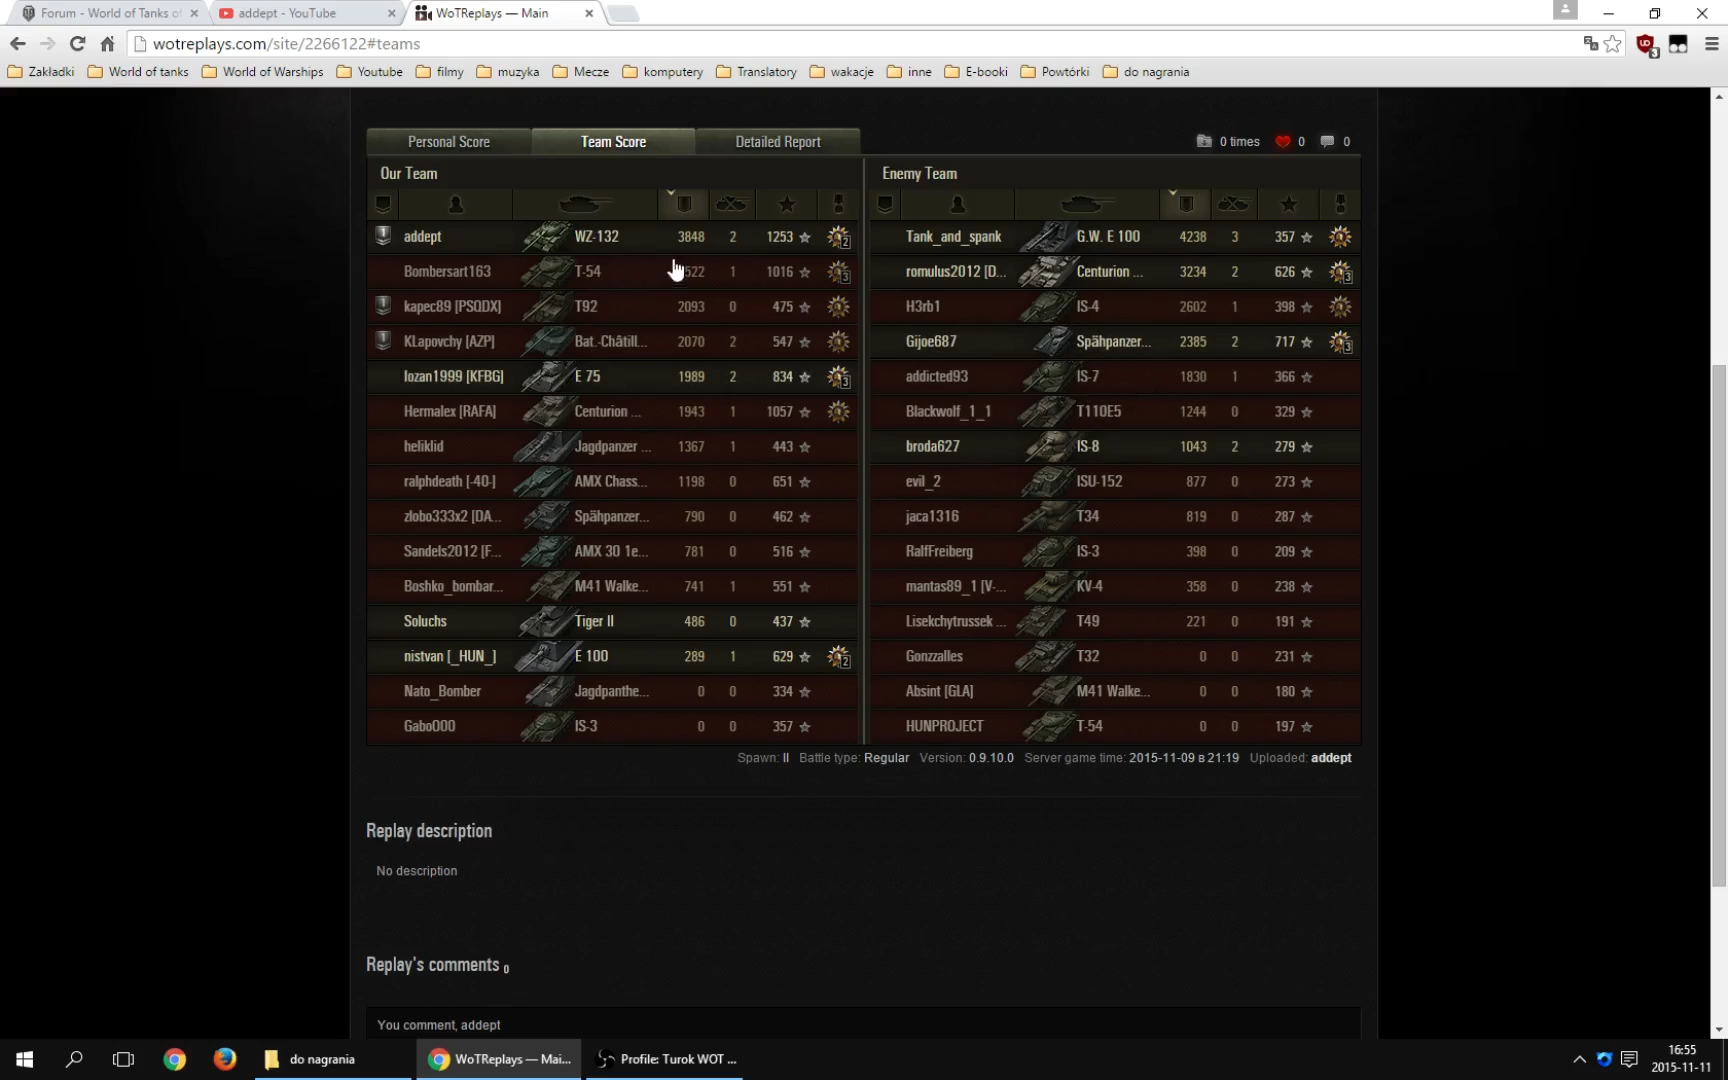 Forum - World of Tanks of
addept - YouTube
WoTReplays — Main
wotreplays.com/site/2266122#teams
Zakładki World of tanks World of Warships Youtube filmy muzyka Mecze komputery Translatory wakacje inne E-booki Powtórki do nagrania
Personal Score Team Score Detailed Report 0 times 0 0
Our Team
addept WZ-132 3848 2 1253 2
Bombersart163 T-54 522 1 1016 3
kapec89 [PSQDX] T92 2093 0 475
KLapovchy [AZP] Bat.-Châtill... 2070 2 547
lozan1999 [KFBG] E 75 1989 2 834 3
Hermalex [RAFA] Centurion ... 1943 1 1057
heliklid Jagdpanzer ... 1367 1 443
ralphdeath [-40-] AMX Chass... 1198 0 651
zlobo333x2 [DA... Spähpanzer... 790 0 462
Sandels2012 [F... AMX 30 1e... 781 0 516
Boshko_bombar... M41 Walke... 741 1 551
Soluchs Tiger II 486 0 437
nistvan [_HUN_] E 100 289 1 629 2
Nato_Bomber Jagdpanthe... 0 0 334
Gabo000 IS-3 0 0 357
Enemy Team
Tank_and_spank G.W. E 100 4238 3 357
romulus2012 [D... Centurion ... 3234 2 626 3
H3rb1 IS-4 2602 1 398
Gijoe687 Spähpanzer... 2385 2 717 3
addicted93 IS-7 1830 1 366
Blackwolf_1_1 T110E5 1244 0 329
broda627 IS-8 1043 2 279
evil_2 ISU-152 877 0 273
jaca1316 T34 819 0 287
RalfFreiberg IS-3 398 0 209
mantas89_1 [V-... KV-4 358 0 238
Lisekchytrussek ... T49 221 0 191
Gonzzalles T32 0 0 231
Absint [GLA] M41 Walke... 0 0 180
HUNPROJECT T-54 0 0 197
Spawn: II Battle type: Regular Version: 0.9.10.0 Server game time: 2015-11-09 в 21:19 Uploaded: addept
Replay description
No description
Replay's comments 0
You comment, addept
do nagrania
WoTReplays — Mai...
Profile: Turok WOT ...
16:55
2015-11-11